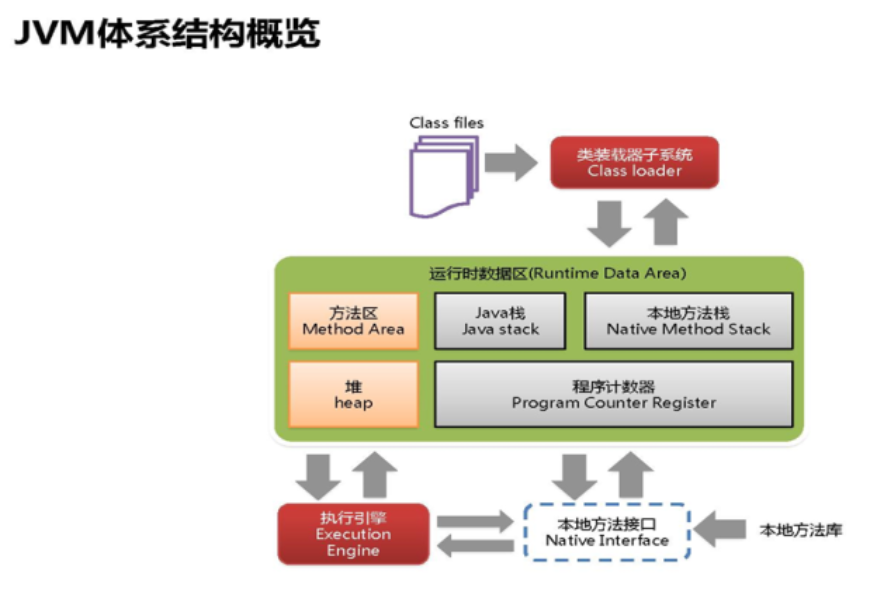 JVM体系结构概览
Class files
类装载器子系统
Class loader
运行时数据区(Runtime Data Area)
方法区
Method Area
Java栈
Java stack
本地方法栈
Native Method Stack
堆
heap
程序计数器
Program Counter Register
执行引擎
Execution
Engine
本地方法接口
Native Interface
本地方法库